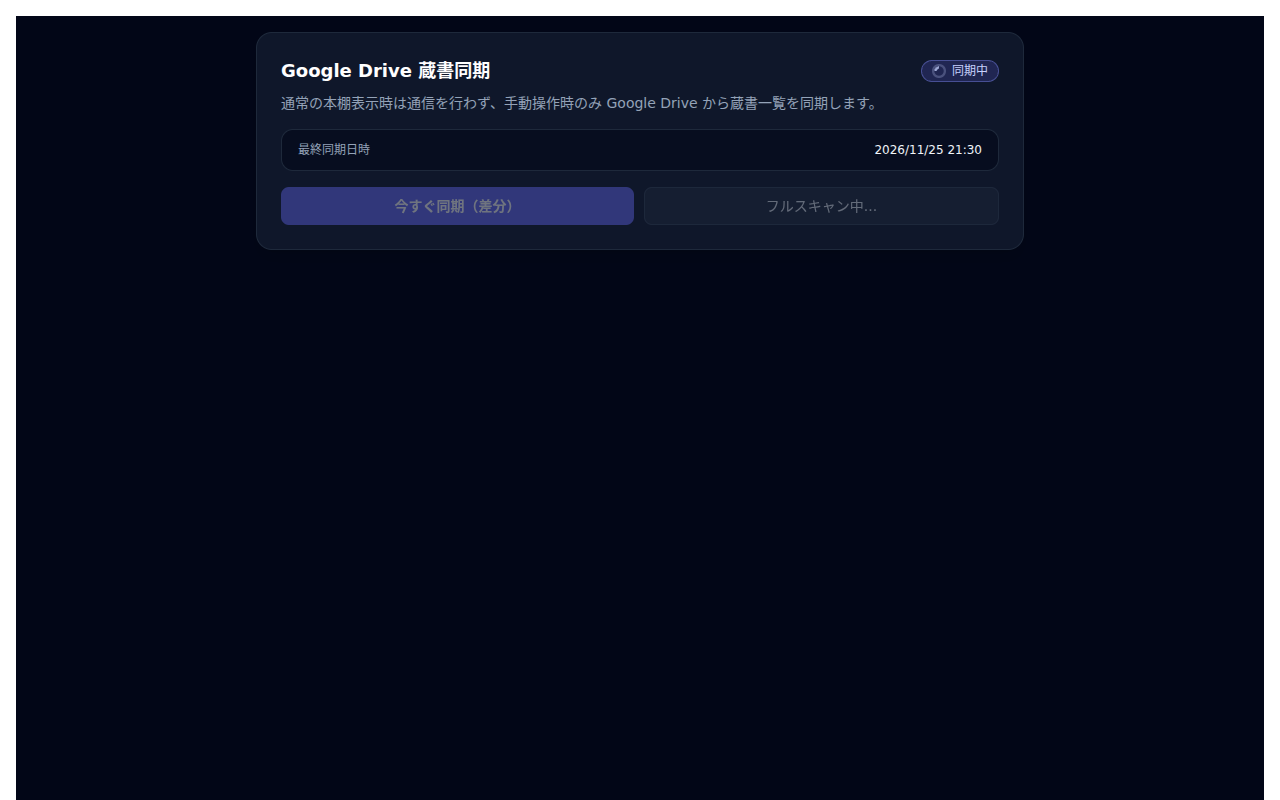 Google Drive 蔵書同期
同期中
通常の本棚表示時は通信を行わず、手動操作時のみ Google Drive から蔵書一覧を同期します。
最終同期日時
2026/11/25 21:30
今すぐ同期（差分）
フルスキャン中...